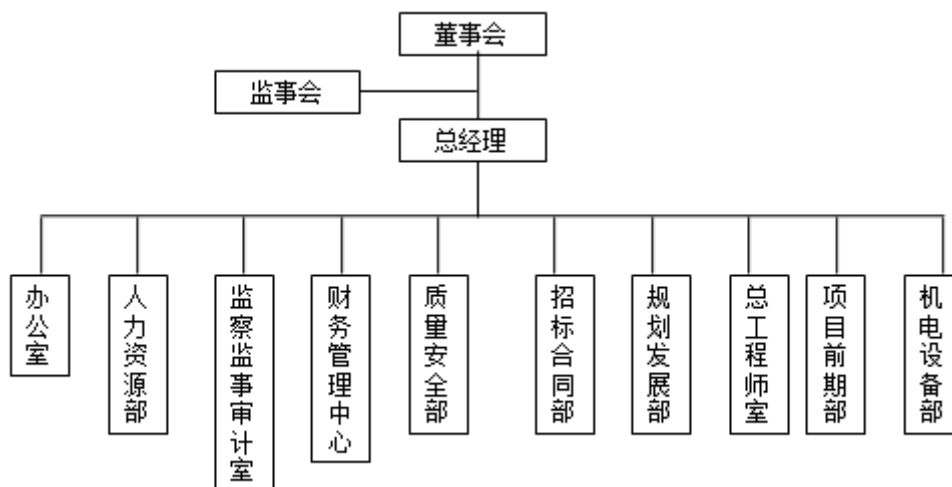 董事会
监事会
总经理
办公室
人力资源部
监察监事审计室
财务管理中心
质量安全部
招标合同部
规划发展部
总工程师室
项目前期部
机电设备部